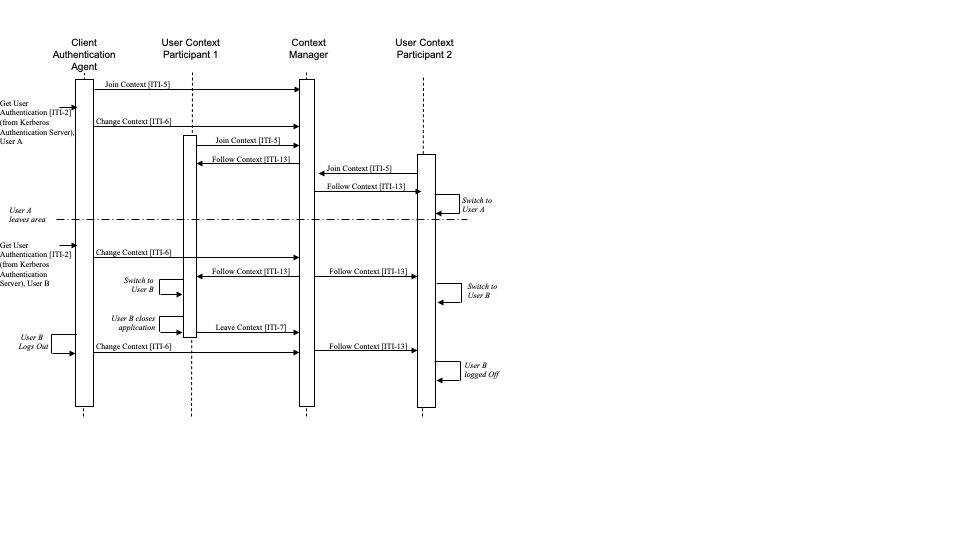 Client
Authentication
Agent
User Context
Participant 1
Context
Manager
User Context
Participant 2
Join Context [ITI-5]
Get User
Authentication [ITI-2]
(from Kerberos
Authentication Server),
User A
Change Context [ITI-6]
Join Context [ITI-5]
Follow Context [ITI-13]
Join Context [ITI-5]
Follow Context [ITI-13]
Switch to
User A
User A
leaves area
Get User
Authentication [ITI-2]
(from Kerberos
Authentication
Server), User B
Change Context [ITI-6]
Follow Context [ITI-13]
Follow Context [ITI-13]
Switch to
User B
Switch to
User B
User B closes
application
Leave Context [ITI-7]
User B
Logs Out
Change Context [ITI-6]
Follow Context [ITI-13]
User B
logged Off